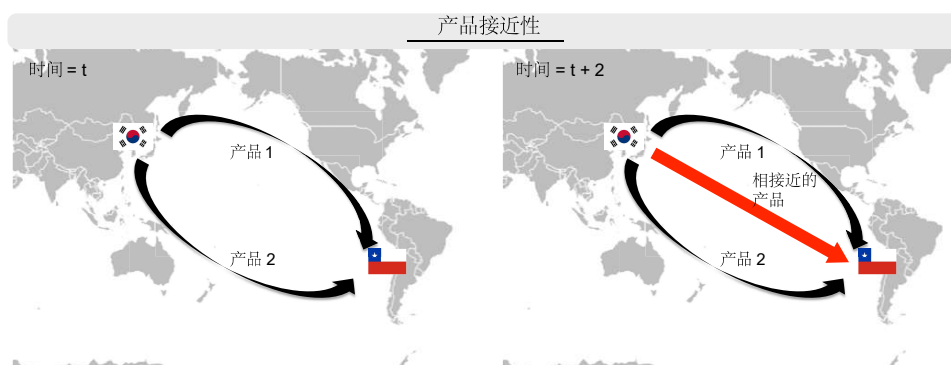 产品接近性
时间 = t
产品 1
产品 2
时间 = t + 2
产品 1
相接近的
产品
产品 2